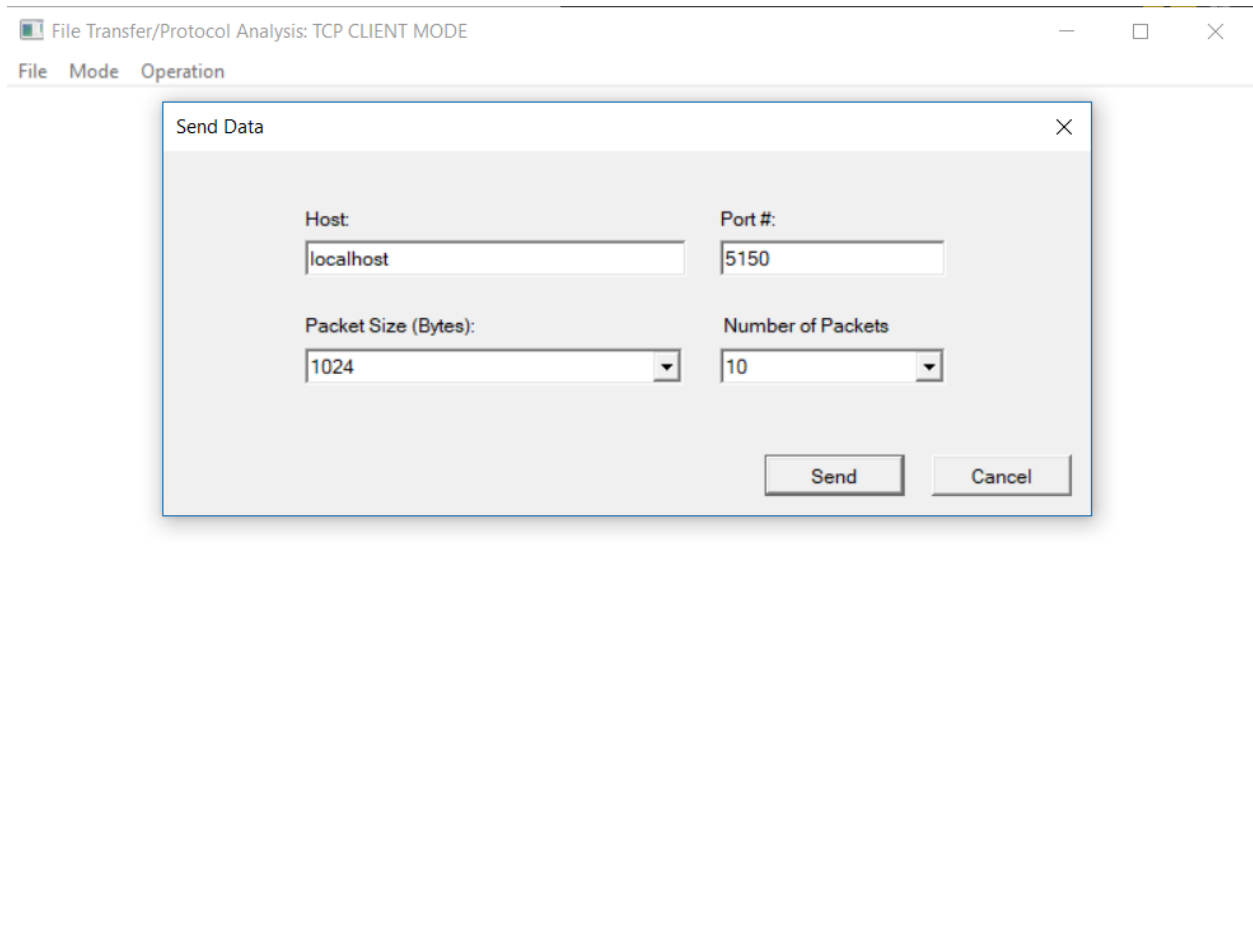 File Transfer/Protocol Analysis: TCP CLIENT MODE
File Mode Operation
Send Data
Host: Port #:
localhost 5150
Packet Size (Bytes): Number of Packets
1024 10
Send Cancel